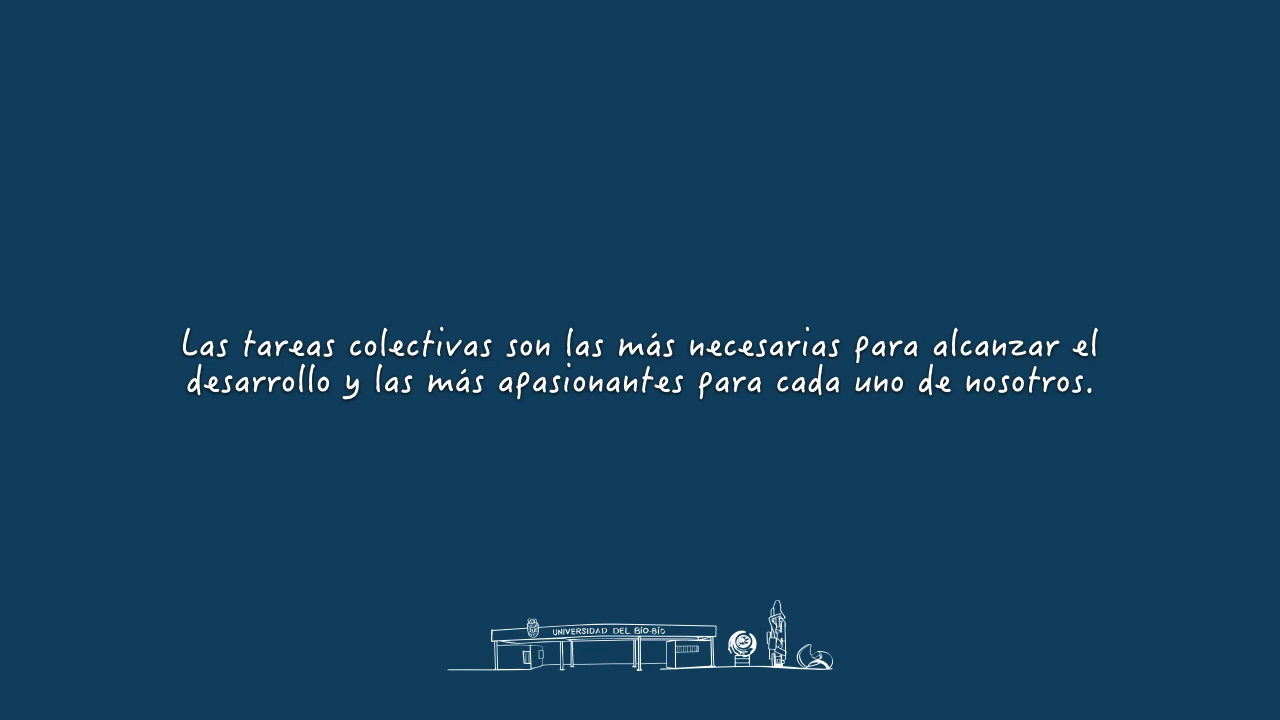 Las tareas colectivas son las más necesarias para alcanzar el
desarrollo y las más apasionantes para cada uno de nosotros.
UNIVERSIDAD DEL BÍO-BÍO